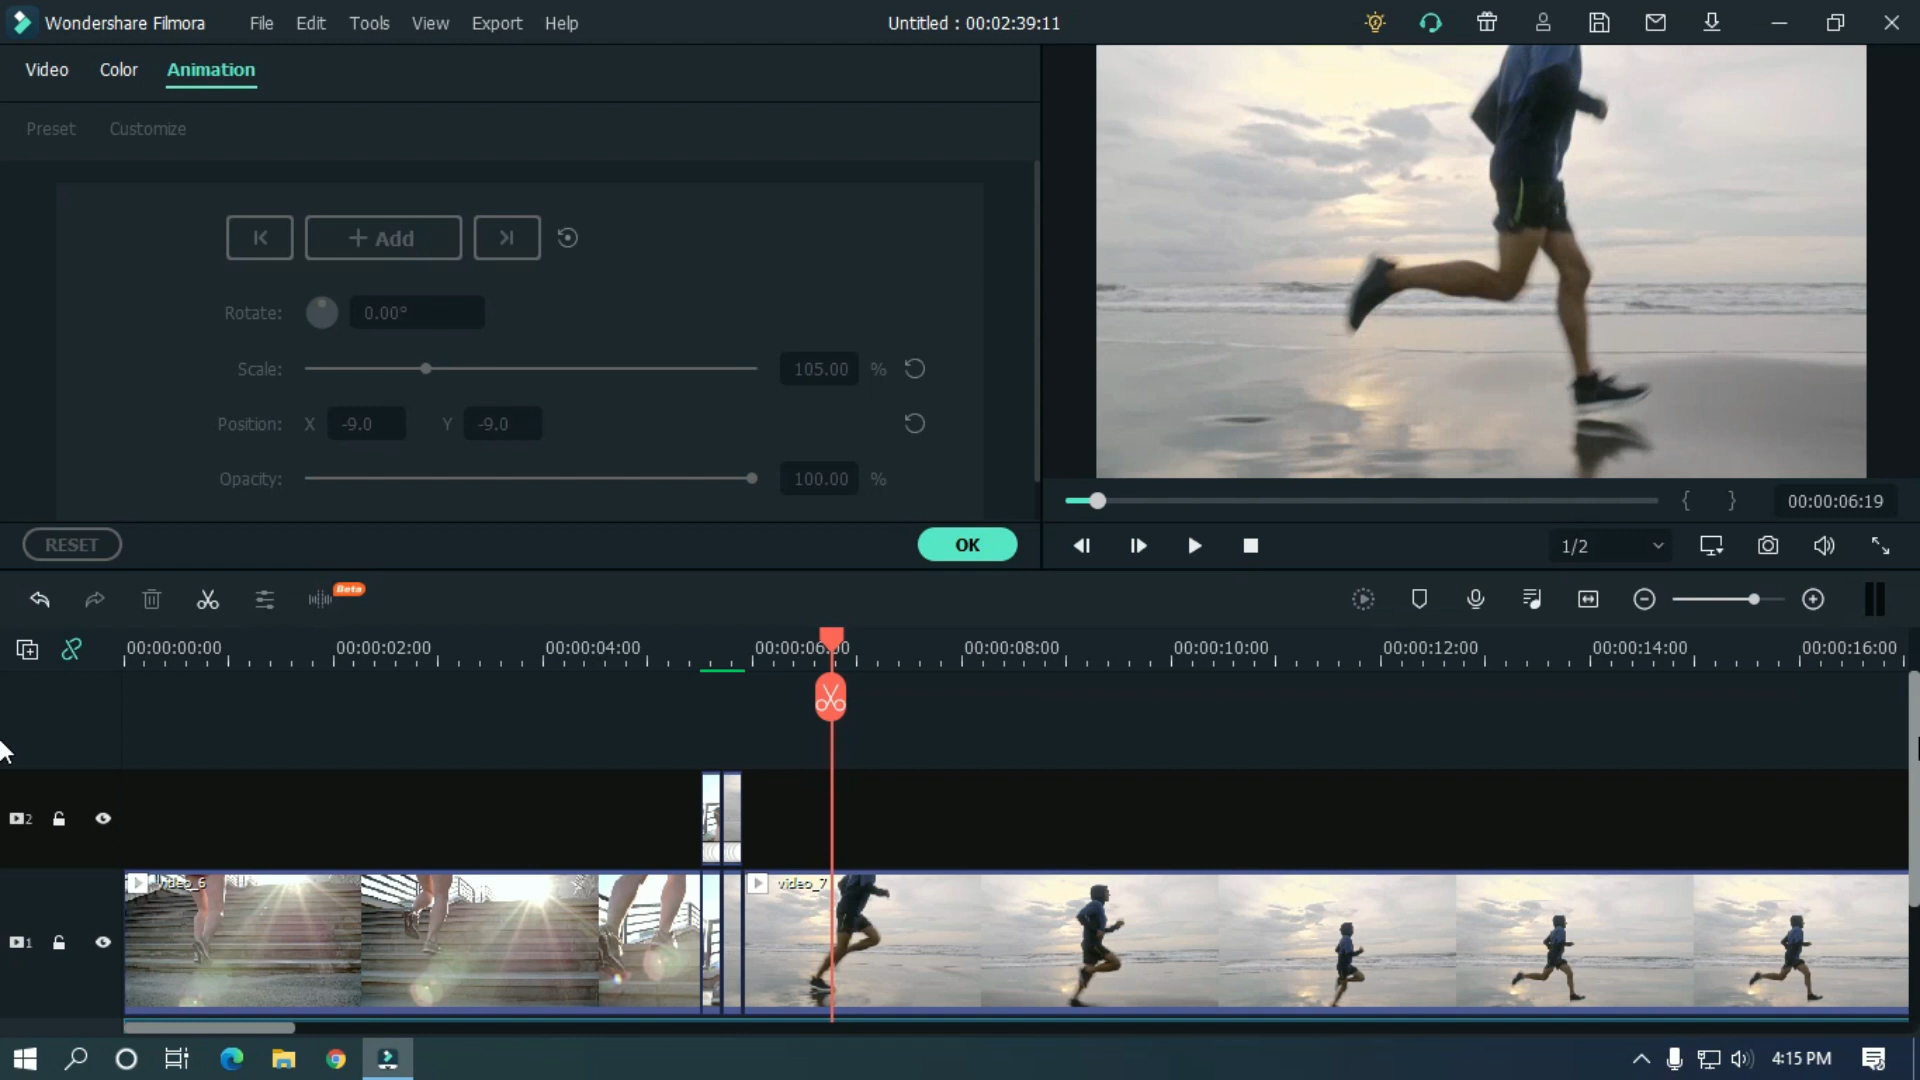 Wondershare Filmora File Edit Tools View Export Help Untitled : 00:02:39:11
Video Color Animation
Preset Customize
+ Add
Rotate: 0.00°
Scale: 105.00 %
Position: X -9.0 Y -9.0
Opacity: 100.00 %
{ } 00:00:06:19
RESET OK 1/2
Beta
00:00:00:00 00:00:02:00 00:00:04:00 00:00:06:00 00:00:08:00 00:00:10:00 00:00:12:00 00:00:14:00 00:00:16:00
2
video_6 video_7
1
4:15 PM